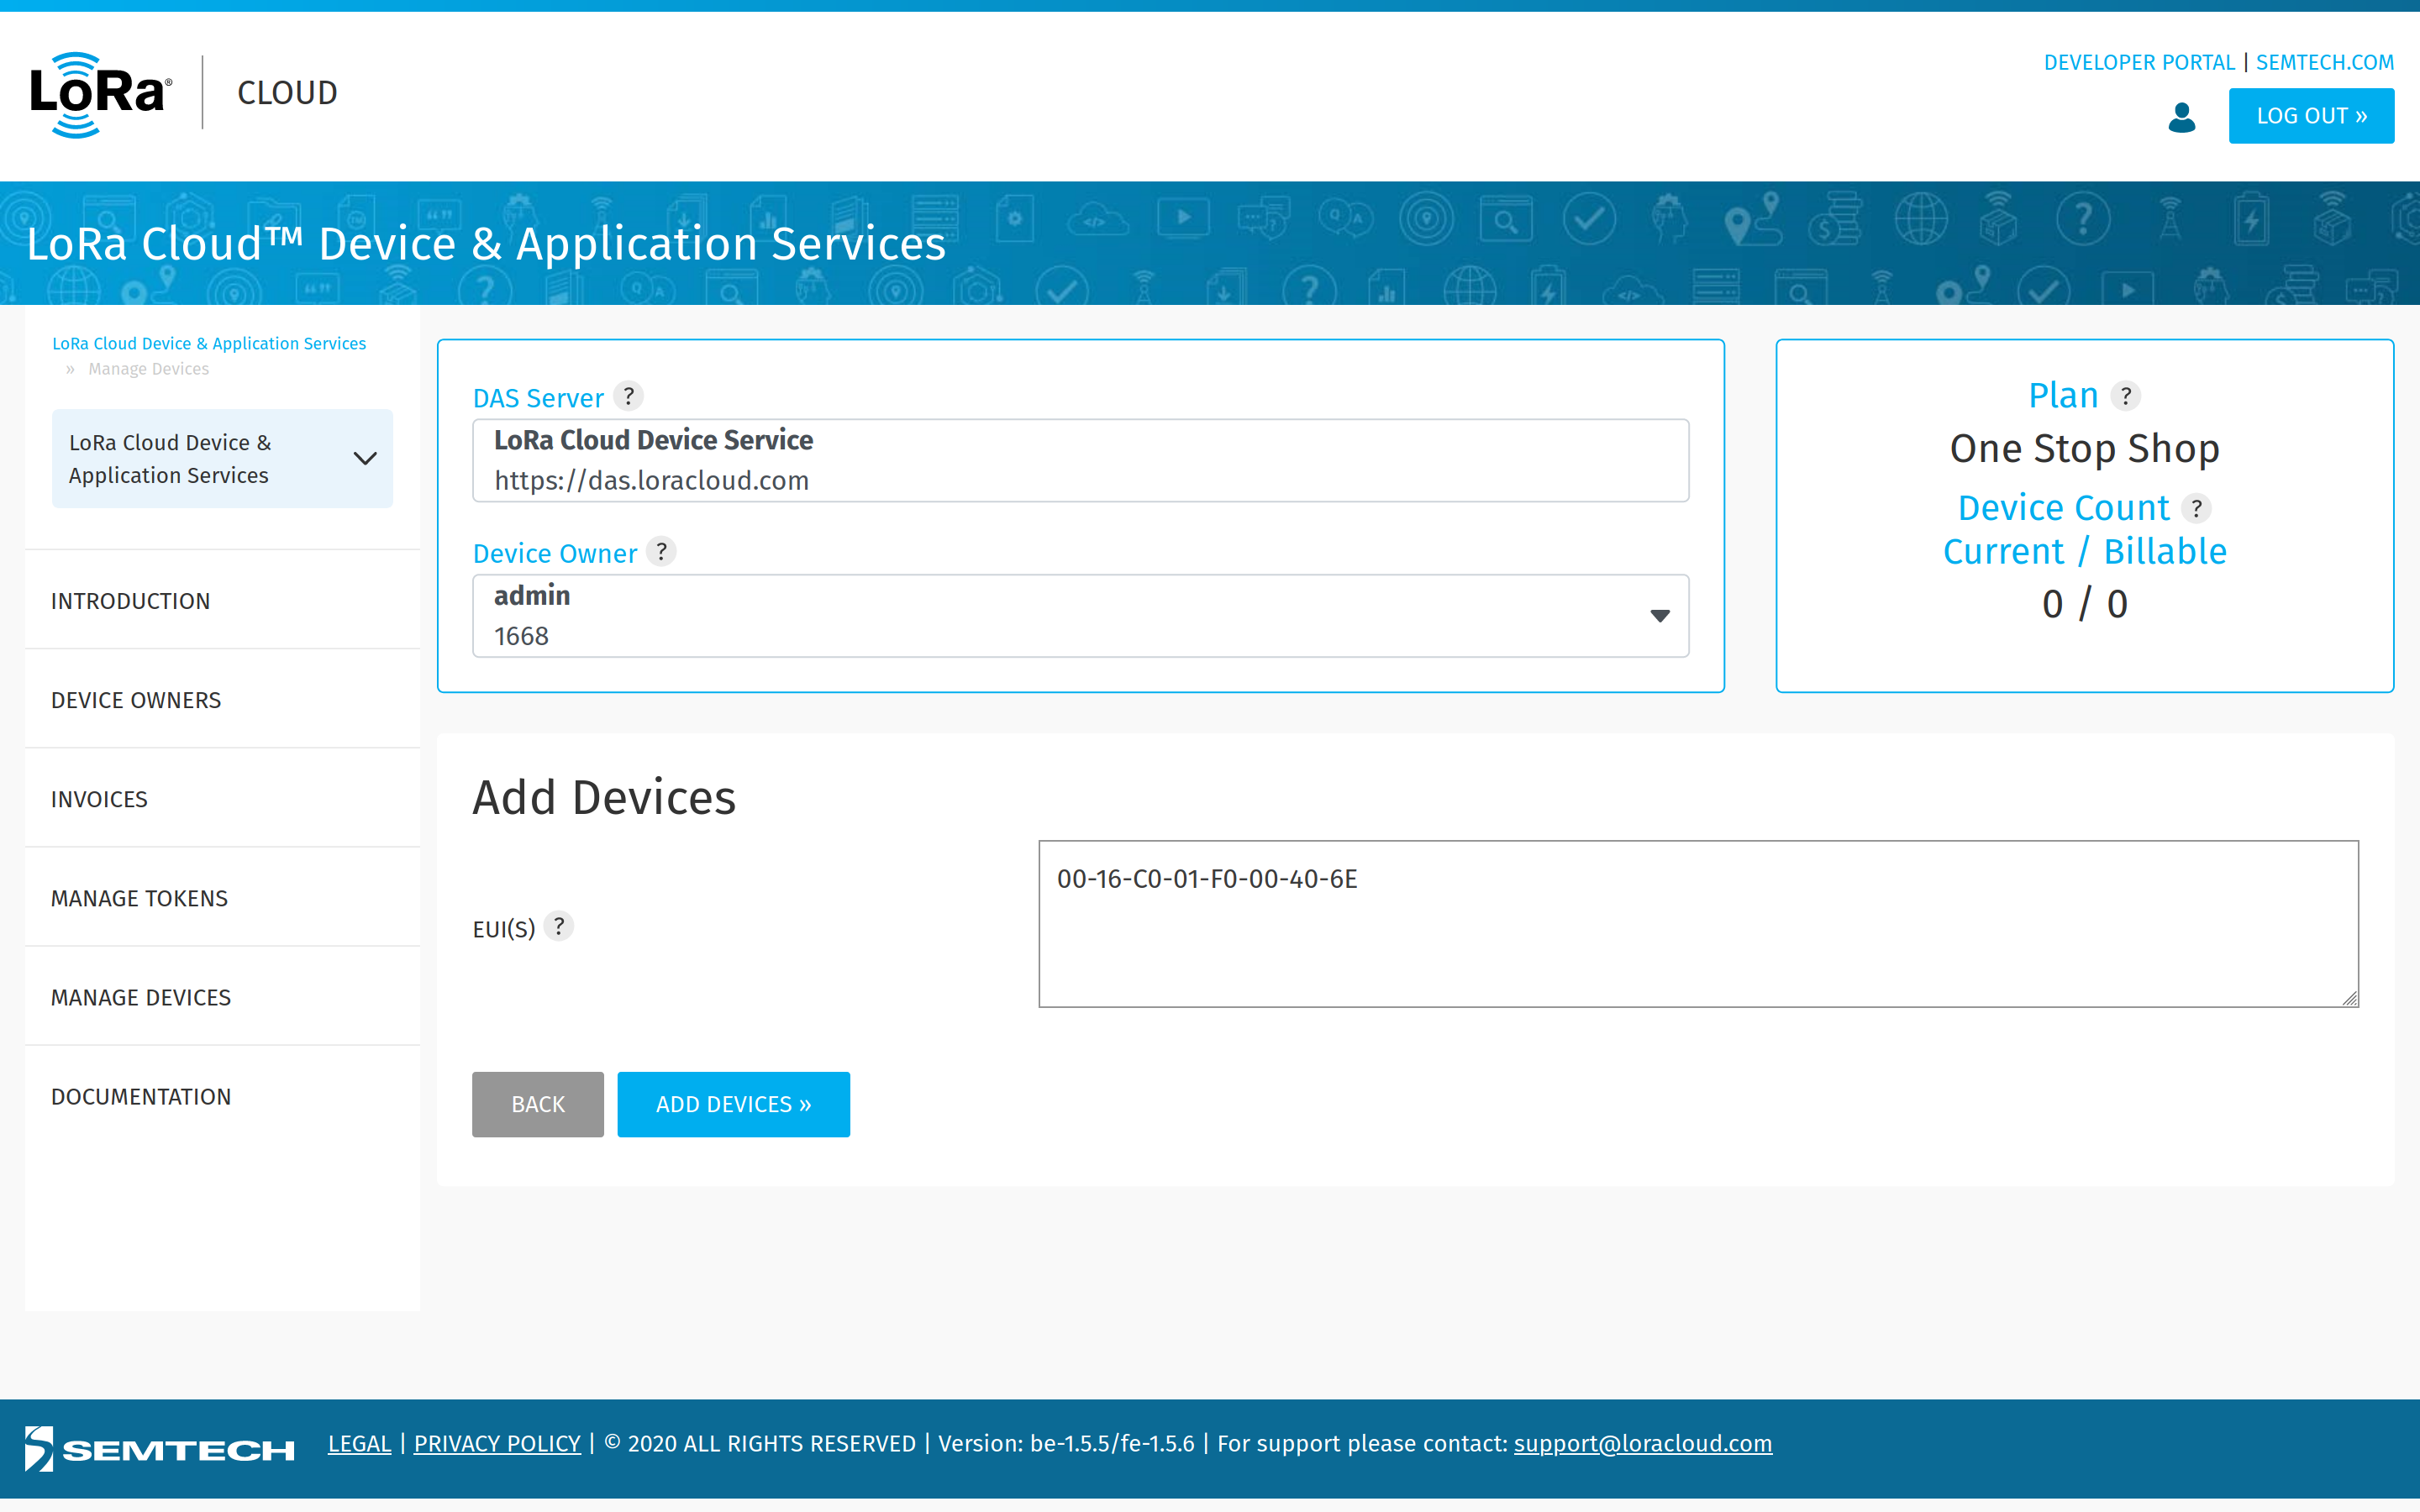 LoRa®
CLOUD
DEVELOPER PORTAL | SEMTECH.COM
LOG OUT »
LoRa Cloud™ Device & Application Services
LoRa Cloud Device & Application Services
» Manage Devices
LoRa Cloud Device &
Application Services
INTRODUCTION
DEVICE OWNERS
INVOICES
MANAGE TOKENS
MANAGE DEVICES
DOCUMENTATION
DAS Server ?
LoRa Cloud Device Service
https://das.loracloud.com
Device Owner ?
admin
1668
Plan ?
One Stop Shop
Device Count ?
Current / Billable
0 / 0
Add Devices
EUI(S) ?
00-16-C0-01-F0-00-40-6E
BACK
ADD DEVICES »
SEMTECH
LEGAL | PRIVACY POLICY | © 2020 ALL RIGHTS RESERVED | Version: be-1.5.5/fe-1.5.6 | For support please contact: support@loracloud.com